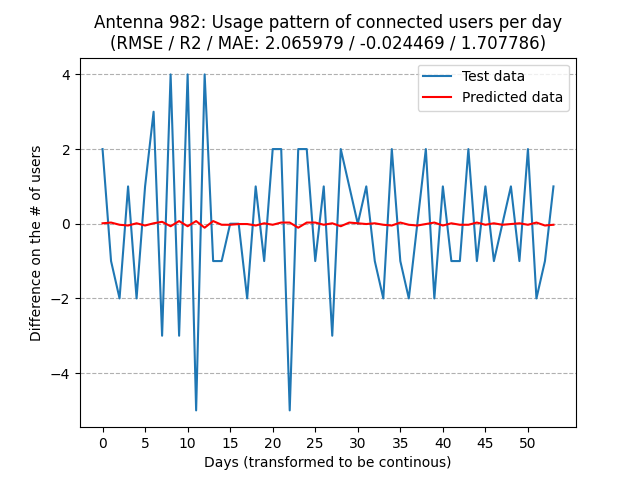 Antenna 982: Usage pattern of connected users per day
(RMSE / R2 / MAE: 2.065979 / -0.024469 / 1.707786)
Test data
Predicted data
4
2
0
−2
−4
Difference on the # of users
0 5 10 15 20 25 30 35 40 45 50
Days (transformed to be continous)